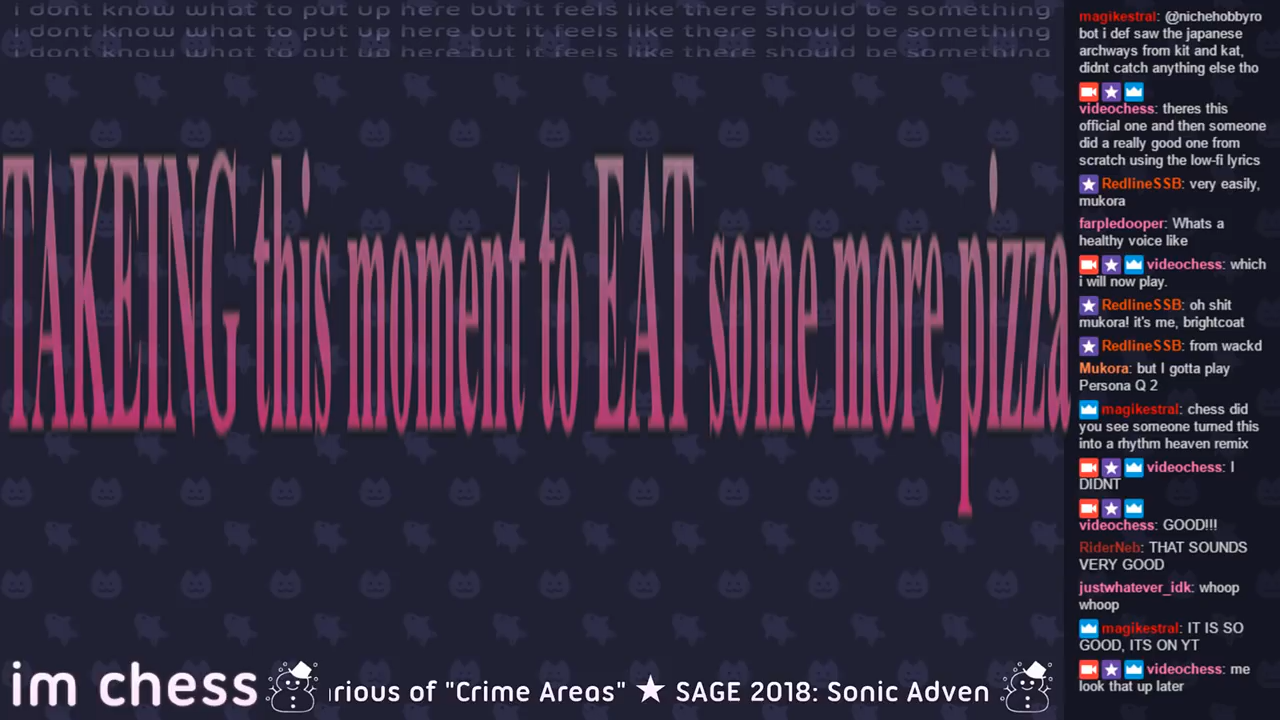 i dont know what to put up here but it feels like there should be something
i dont know what to put up here but it feels like there should be something
i dont know what to put up here but it feels like there should be something
TAKEING this moment to EAT some more pizza
im chess
rious of "Crime Areas" ★ SAGE 2018: Sonic Adven
magikestral: @nichehobbyro
bot i def saw the japanese
archways from kit and kat,
didnt catch anything else tho
videochess: theres this
official one and then someone
did a really good one from
scratch using the low-fi lyrics
RedlineSSB: very easily,
mukora
farpledooper: Whats a
healthy voice like
videochess: which
i will now play.
RedlineSSB: oh shit
mukora! it's me, brightcoat
RedlineSSB: from wackd
Mukora: but I gotta play
Persona Q 2
magikestral: chess did
you see someone turned this
into a rhythm heaven remix
videochess: I
DIDNT
videochess: GOOD!!!
RiderNeb: THAT SOUNDS
VERY GOOD
justwhatever_idk: whoop
whoop
magikestral: IT IS SO
GOOD, ITS ON YT
videochess: me
look that up later